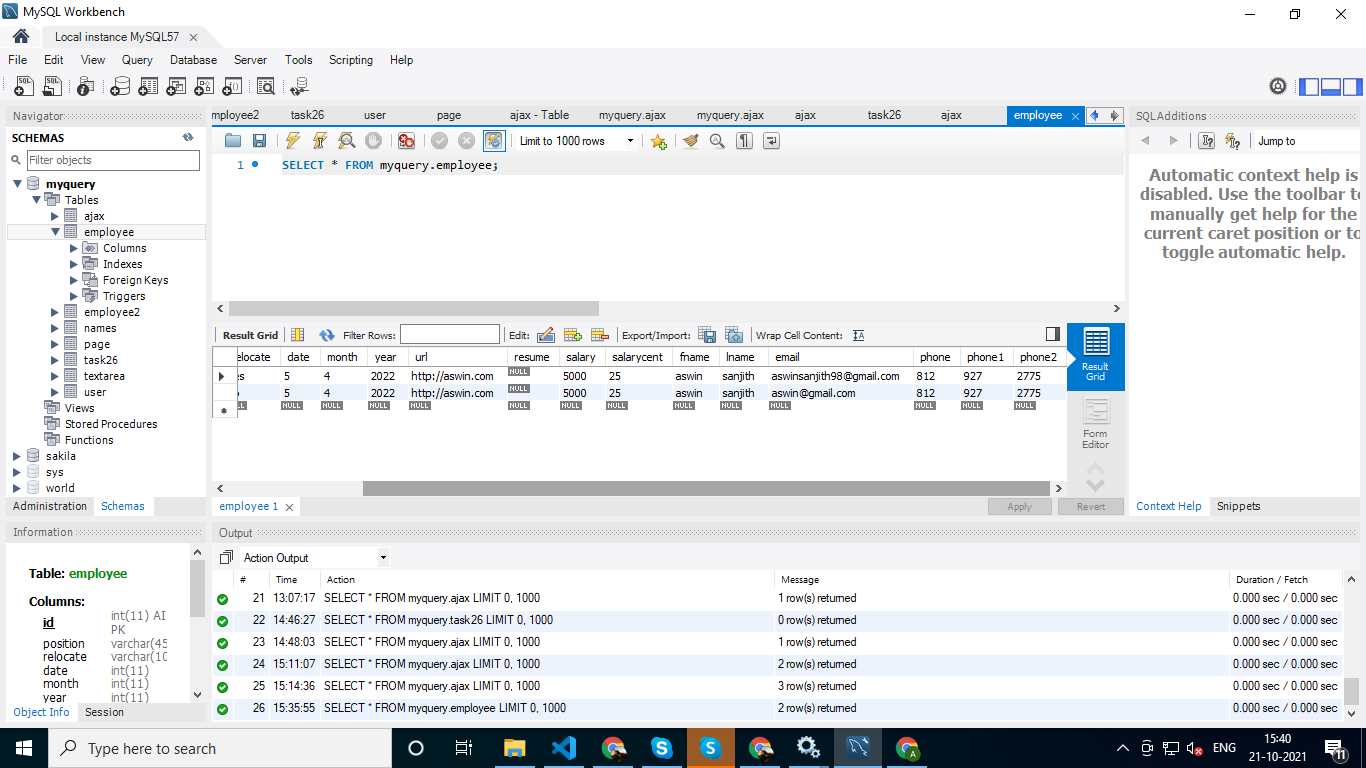 MySQL Workbench
Local instance MySQL57
File Edit View Query Database Server Tools Scripting Help
Navigator
SCHEMAS
Filter objects
myquery
Tables
ajax
employee
Columns
Indexes
Foreign Keys
Triggers
employee2
names
page
task26
textarea
user
Views
Stored Procedures
Functions
sakila
sys
world
Administration Schemas
Information
Table: employee
Columns:
id int(11) AI
PK
position varchar(45
relocate varchar(10
date int(11)
month int(11)
year int(11)
Object Info Session
mployee2 task26 user page ajax - Table myquery.ajax myquery.ajax ajax task26 ajax employee
Limit to 1000 rows
1 SELECT * FROM myquery.employee;
Result Grid Filter Rows: Edit: Export/Import: Wrap Cell Content:
elocate date month year url resume salary salarycent fname lname email phone phone1 phone2
es 5 4 2022 http://aswin.com NULL 5000 25 aswin sanjith aswinsanjith98@gmail.com 812 927 2775
o 5 4 2022 http://aswin.com NULL 5000 25 aswin sanjith aswin@gmail.com 812 927 2775
NULL NULL NULL NULL NULL NULL NULL NULL NULL NULL NULL NULL NULL
Result
Grid
Form
Editor
employee 1 Apply Revert
SQLAdditions
Jump to
Automatic context help is
disabled. Use the toolbar to
manually get help for the
current caret position or to
toggle automatic help.
Context Help Snippets
Output
Action Output
# Time Action Message Duration / Fetch
21 13:07:17 SELECT * FROM myquery.ajax LIMIT 0, 1000 1 row(s) returned 0.000 sec / 0.000 sec
22 14:46:27 SELECT * FROM myquery.task26 LIMIT 0, 1000 0 row(s) returned 0.000 sec / 0.000 sec
23 14:48:03 SELECT * FROM myquery.ajax LIMIT 0, 1000 1 row(s) returned 0.000 sec / 0.000 sec
24 15:11:07 SELECT * FROM myquery.ajax LIMIT 0, 1000 2 row(s) returned 0.000 sec / 0.000 sec
25 15:14:36 SELECT * FROM myquery.ajax LIMIT 0, 1000 3 row(s) returned 0.000 sec / 0.000 sec
26 15:35:55 SELECT * FROM myquery.employee LIMIT 0, 1000 2 row(s) returned 0.000 sec / 0.000 sec
Type here to search
ENG
15:40
21-10-2021
11